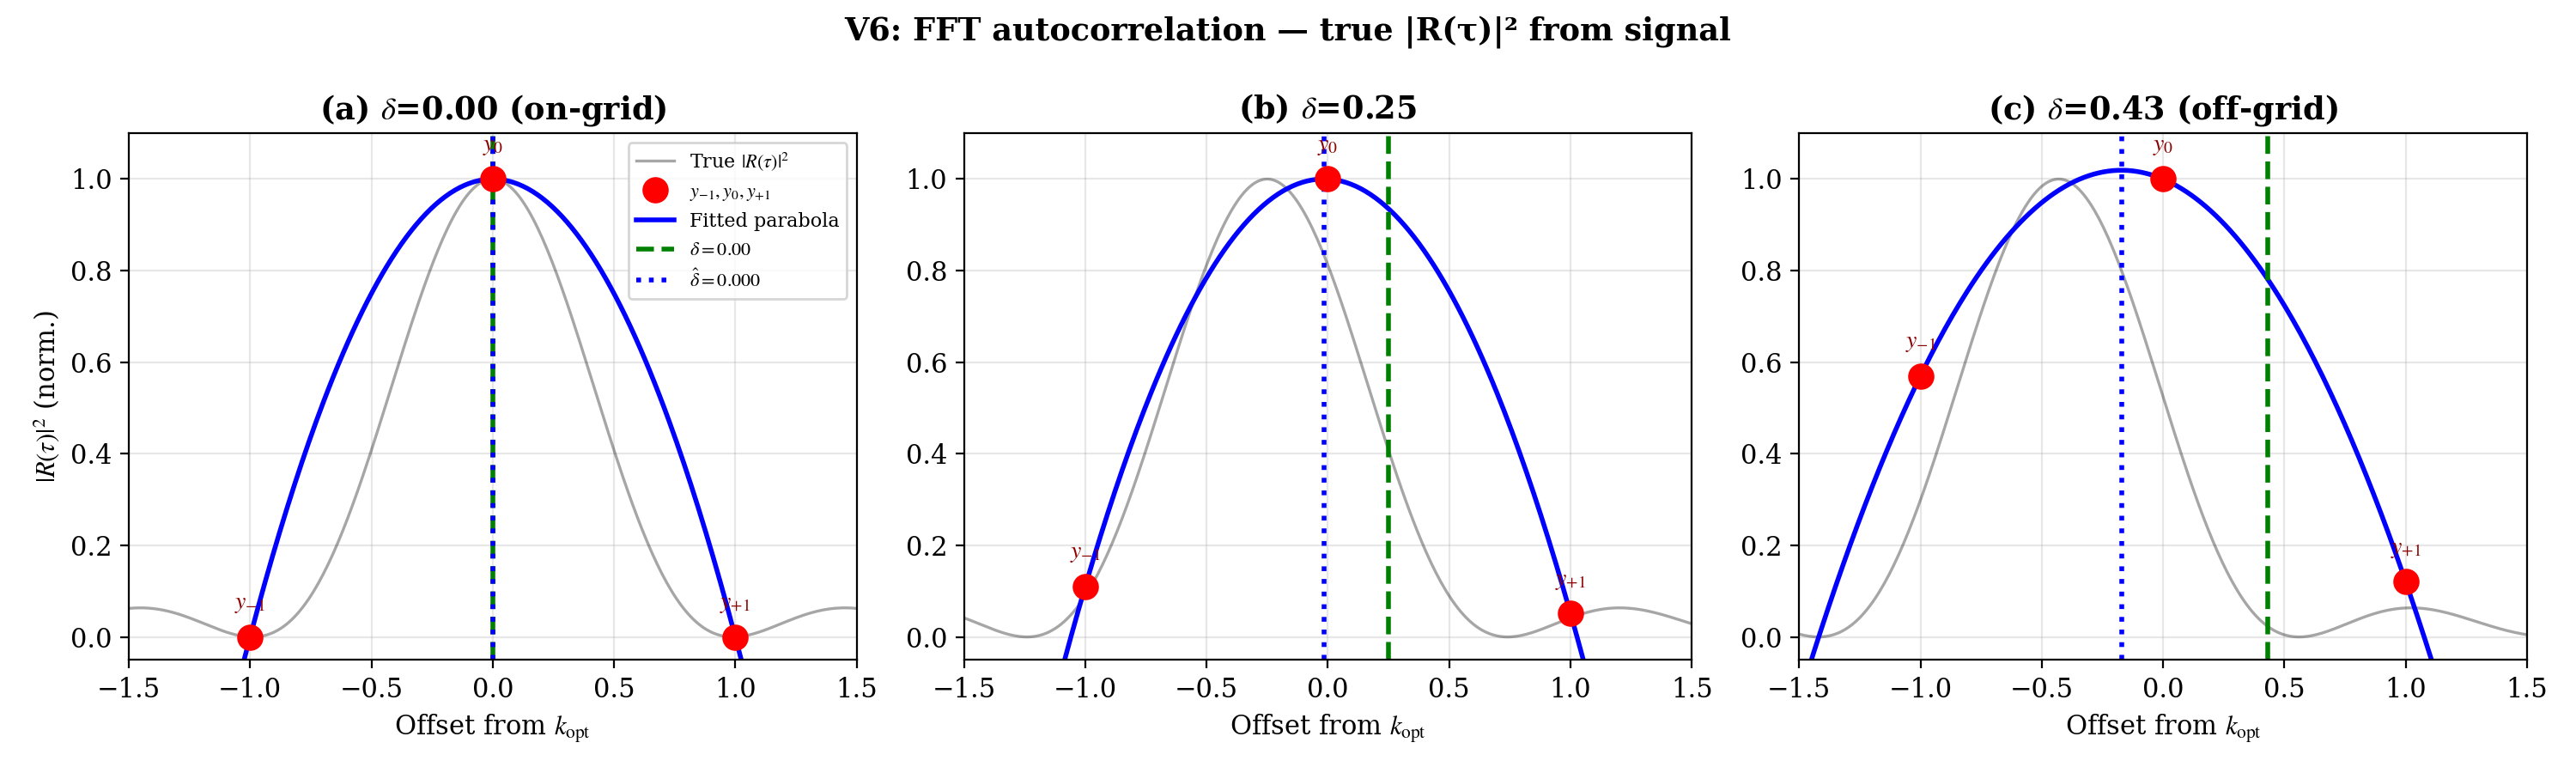 V6: FFT autocorrelation — true |R(τ)|² from signal
(a) δ=0.00 (on-grid)
|R(τ)|² (norm.)
1.0
0.8
0.6
0.4
0.2
0.0
y₀
y₋₁
y₊₁
True |R(τ)|²
y₋₁, y₀, y₊₁
Fitted parabola
δ=0.00
δ̂=0.000
−1.5 −1.0 −0.5 0.0 0.5 1.0 1.5
Offset from k_opt
(b) δ=0.25
1.0
0.8
0.6
0.4
0.2
0.0
y₀
y₋₁
y₊₁
−1.5 −1.0 −0.5 0.0 0.5 1.0 1.5
Offset from k_opt
(c) δ=0.43 (off-grid)
1.0
0.8
0.6
0.4
0.2
0.0
y₀
y₋₁
y₊₁
−1.5 −1.0 −0.5 0.0 0.5 1.0 1.5
Offset from k_opt